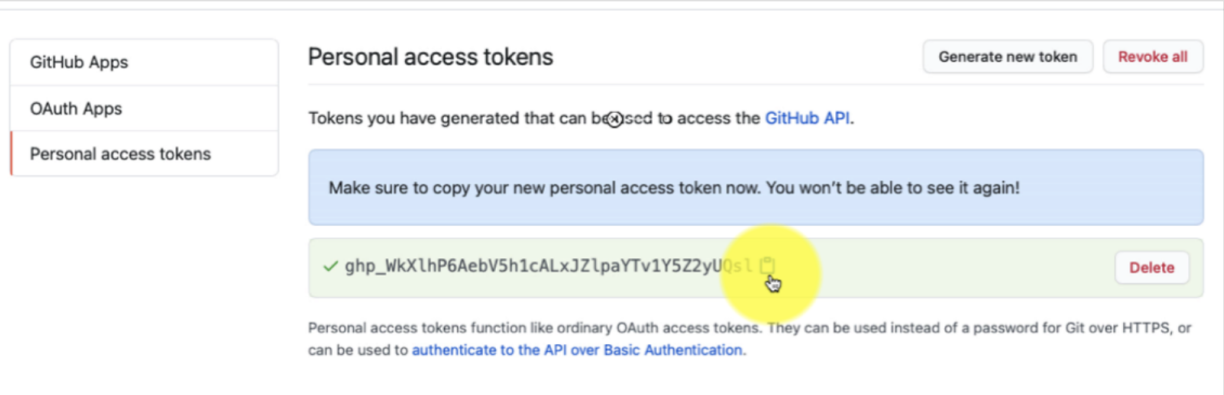 GitHub Apps
OAuth Apps
Personal access tokens
Personal access tokens
Generate new token
Revoke all
Tokens you have generated that can be used to access the GitHub API.
Make sure to copy your new personal access token now. You won't be able to see it again!
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
Delete
Personal access tokens function like ordinary OAuth access tokens. They can be used instead of a password for Git over HTTPS, or
can be used to authenticate to the API over Basic Authentication.